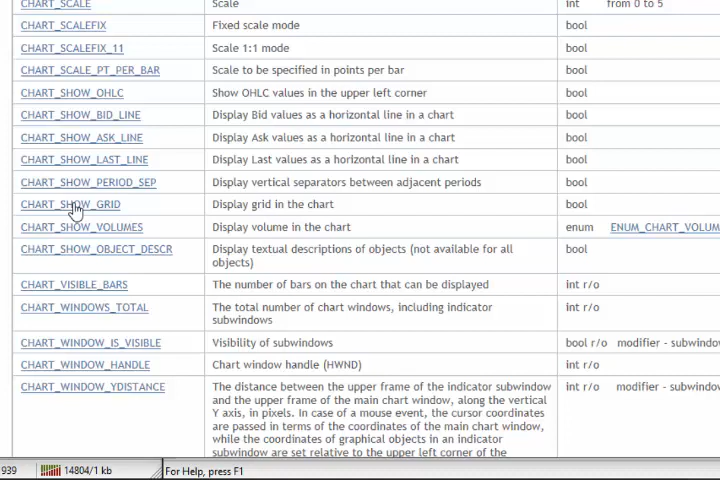 CHART_SCALE Scale int from 0 to 5
CHART_SCALEFIX Fixed scale mode bool
CHART_SCALEFIX_11 Scale 1:1 mode bool
CHART_SCALE_PT_PER_BAR Scale to be specified in points per bar bool
CHART_SHOW_OHLC Show OHLC values in the upper left corner bool
CHART_SHOW_BID_LINE Display Bid values as a horizontal line in a chart bool
CHART_SHOW_ASK_LINE Display Ask values as a horizontal line in a chart bool
CHART_SHOW_LAST_LINE Display Last values as a horizontal line in a chart bool
CHART_SHOW_PERIOD_SEP Display vertical separators between adjacent periods bool
CHART_SHOW_GRID Display grid in the chart bool
CHART_SHOW_VOLUMES Display volume in the chart enum ENUM_CHART_VOLUM
CHART_SHOW_OBJECT_DESCR Display textual descriptions of objects (not available for all bool
objects)
CHART_VISIBLE_BARS The number of bars on the chart that can be displayed int r/o
CHART_WINDOWS_TOTAL The total number of chart windows, including indicator int r/o
subwindows
CHART_WINDOW_IS_VISIBLE Visibility of subwindows bool r/o modifier - subwindo
CHART_WINDOW_HANDLE Chart window handle (HWND) int r/o
CHART_WINDOW_YDISTANCE The distance between the upper frame of the indicator subwindow int r/o modifier - subwindo
and the upper frame of the main chart window, along the vertical
Y axis, in pixels. In case of a mouse event, the cursor coordinates
are passed in terms of the coordinates of the main chart window,
while the coordinates of graphical objects in an indicator
subwindow are set relative to the upper left corner of the
939 14804/1 kb For Help, press F1